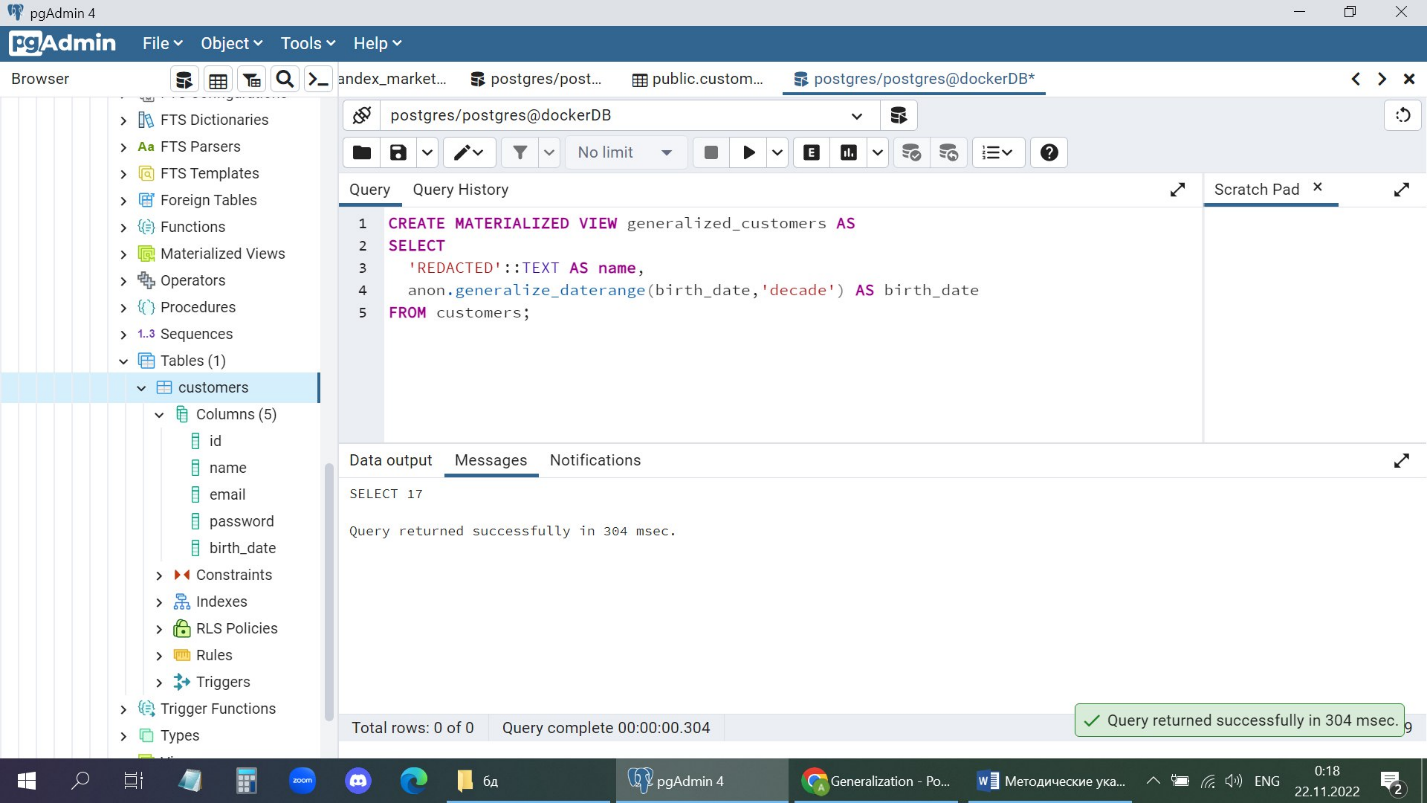 pgAdmin 4
pgAdmin File Object Tools Help
Browser
andex_market... postgres/post... public.custom... postgres/postgres@dockerDB*
FTS Dictionaries
Aa FTS Parsers
FTS Templates
Foreign Tables
Functions
Materialized Views
Operators
Procedures
1..3 Sequences
Tables (1)
customers
Columns (5)
id
name
email
password
birth_date
Constraints
Indexes
RLS Policies
Rules
Triggers
Trigger Functions
Types
postgres/postgres@dockerDB
No limit
E
Query Query History
Scratch Pad
1 CREATE MATERIALIZED VIEW generalized_customers AS
2 SELECT
3 'REDACTED'::TEXT AS name,
4 anon.generalize_daterange(birth_date,'decade') AS birth_date
5 FROM customers;
Data output Messages Notifications
SELECT 17
Query returned successfully in 304 msec.
Total rows: 0 of 0 Query complete 00:00:00.304
Query returned successfully in 304 msec.
9
zoom
бд
pgAdmin 4
Generalization - Po...
Методические ука...
ENG
0:18
22.11.2022
2